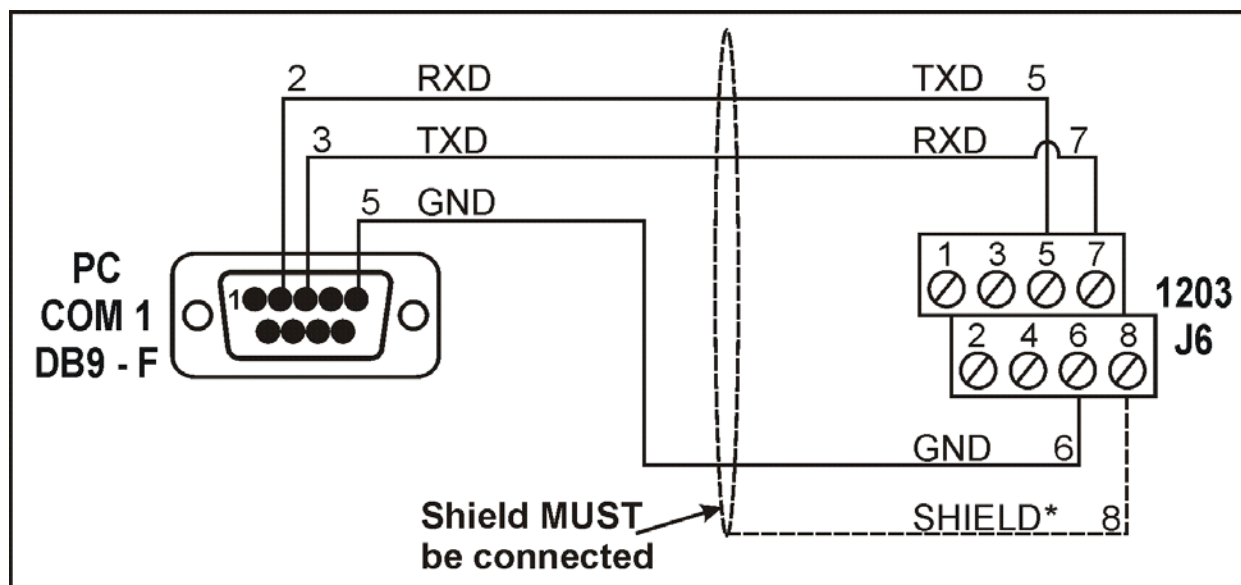 2 RXD TXD 5
3 TXD RXD 7
5 GND
PC
COM 1
DB9 - F
1
1 3 5 7
2 4 6 8
1203
J6
GND 6
SHIELD* 8
Shield MUST
be connected